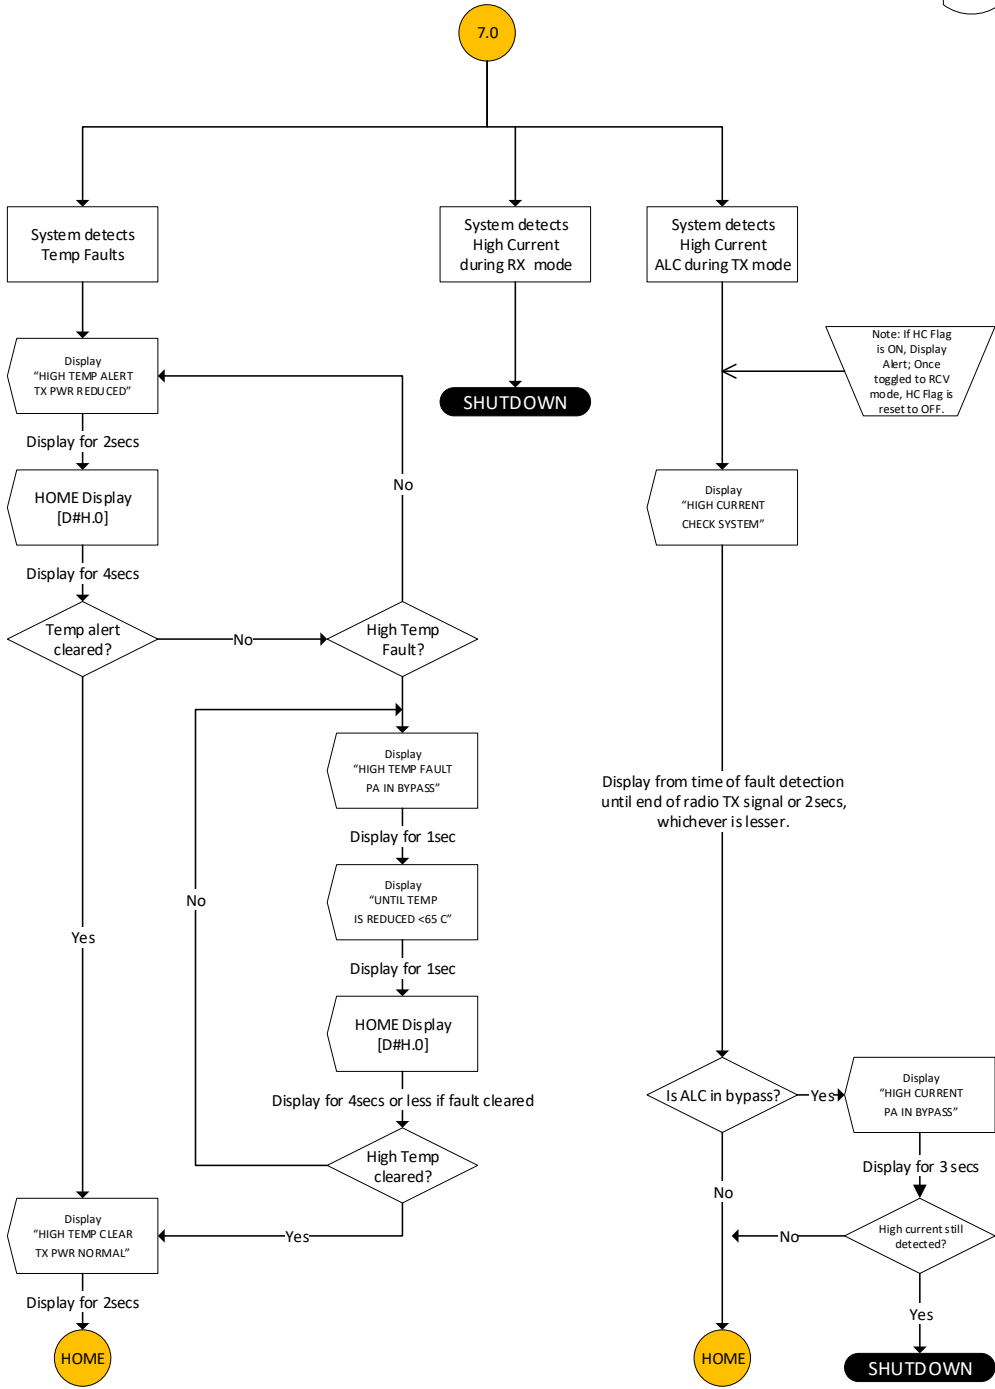 7.0
System detects
Temp Faults
Display
“HIGH TEMP ALERT
TX PWR REDUCED”
Display for 2secs
HOME Display
[D#H.0]
Display for 4secs
Temp alert
cleared?
No
High Temp
Fault?
No
Display
“HIGH TEMP FAULT
PA IN BYPASS”
Display for 1sec
Display
“UNTIL TEMP
IS REDUCED <65 C”
Display for 1sec
HOME Display
[D#H.0]
Display for 4secs or less if fault cleared
High Temp
cleared?
No
Yes
Yes
Display
“HIGH TEMP CLEAR
TX PWR NORMAL”
Display for 2secs
HOME
System detects
High Current
during RX mode
SHUTDOWN
System detects
High Current
ALC during TX mode
Note: If HC Flag
is ON, Display
Alert; Once
toggled to RCV
mode, HC Flag is
reset to OFF.
Display
“HIGH CURRENT
CHECK SYSTEM”
Display from time of fault detection
until end of radio TX signal or 2secs,
whichever is lesser.
Is ALC in bypass?
Yes
Display
“HIGH CURRENT
PA IN BYPASS”
Display for 3secs
High current still
detected?
No
No
Yes
HOME
SHUTDOWN